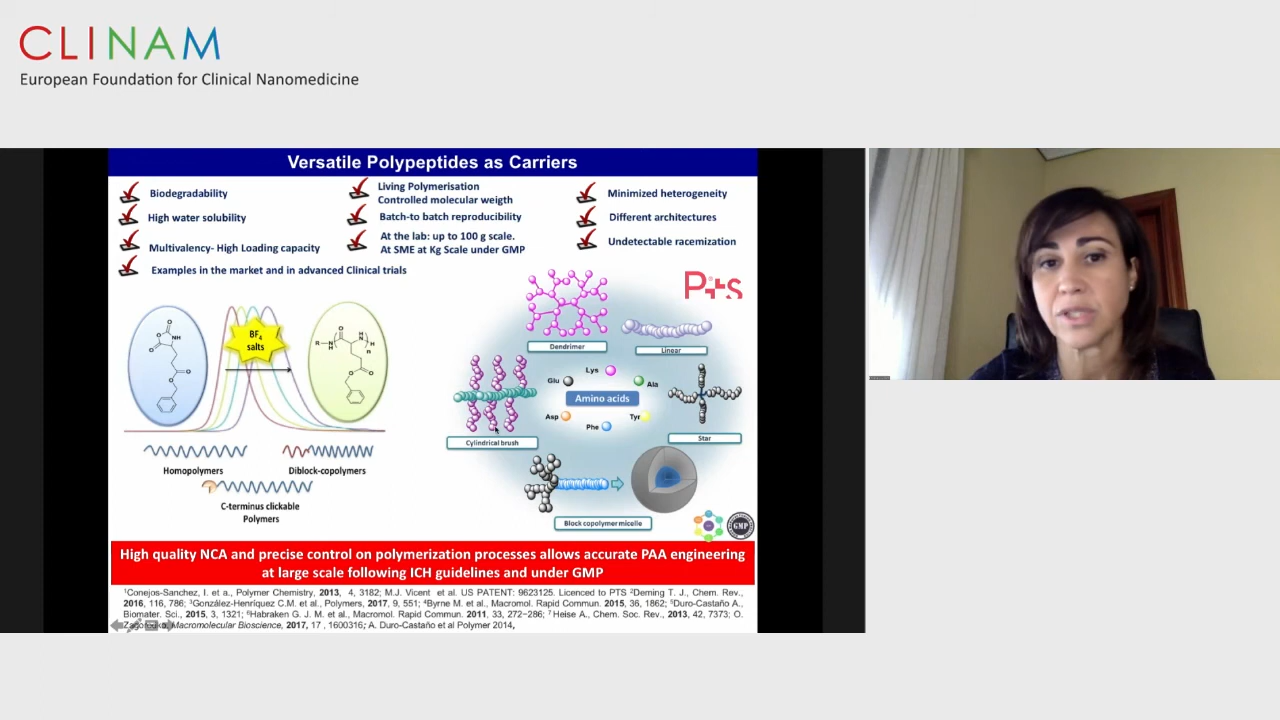 CLINAM
European Foundation for Clinical Nanomedicine
Versatile Polypeptides as Carriers
Biodegradability
High water solubility
Multivalency- High Loading capacity
Examples in the market and in advanced Clinical trials
Living Polymerisation
Controlled molecular weigth
Batch-to batch reproducibility
At the lab: up to 100 g scale.
At SME at Kg Scale under GMP
Minimized heterogeneity
Different architectures
Undetectable racemization
PTS
BF4
salts
O
O
NH
O
O
O
R
N
H
O
H
N
H
n
O
O
Homopolymers
Diblock-copolymers
C-terminus clickable
Polymers
Dendrimer
Linear
Lys
Glu
Ala
Amino acids
Asp
Tyr
Phe
Cylindrical brush
Star
Block copolymer micelle
GMP
High quality NCA and precise control on polymerization processes allows accurate PAA engineering
at large scale following ICH guidelines and under GMP
1Conejos-Sanchez, I. et a., Polymer Chemistry, 2013, 4, 3182; M.J. Vicent et al. US PATENT: 9623125. Licenced to PTS 2Deming T. J., Chem. Rev.,
2016, 116, 786; 3González-Henríquez C.M. et al., Polymers, 2017, 9, 551; 4Byrne M. et al., Macromol. Rapid Commun. 2015, 36, 1862; 5Duro-Castaño A.,
Biomater. Sci., 2015, 3, 1321; 6Habraken G. J. M. et al., Macromol. Rapid Commun. 2011, 33, 272–286; 7 Heise A., Chem. Soc. Rev., 2013, 42, 7373; O.
Macromolecular Bioscience, 2017, 17 , 1600316; A. Duro-Castaño et al Polymer 2014,